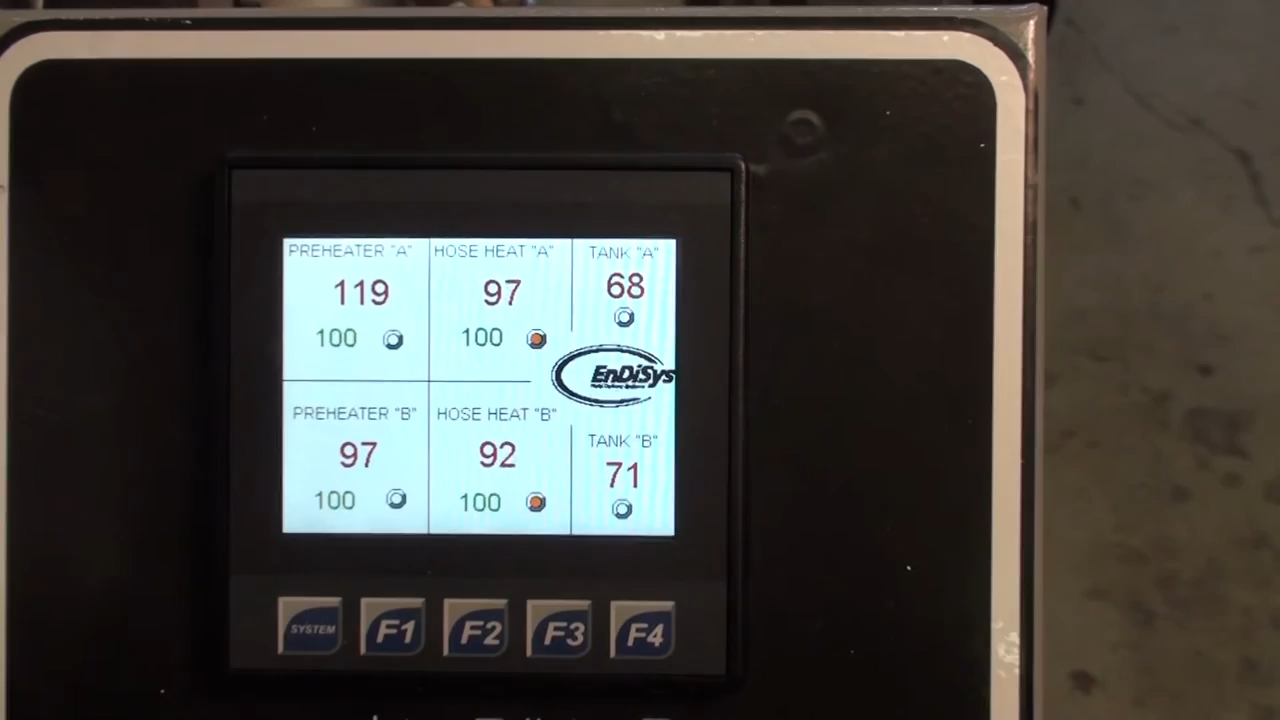 PREHEATER "A"
119
100
HOSE HEAT "A"
97
100
TANK "A"
68
EnDiSys
PREHEATER "B"
97
100
HOSE HEAT "B"
92
100
TANK "B"
71
SYSTEM
F1
F2
F3
F4